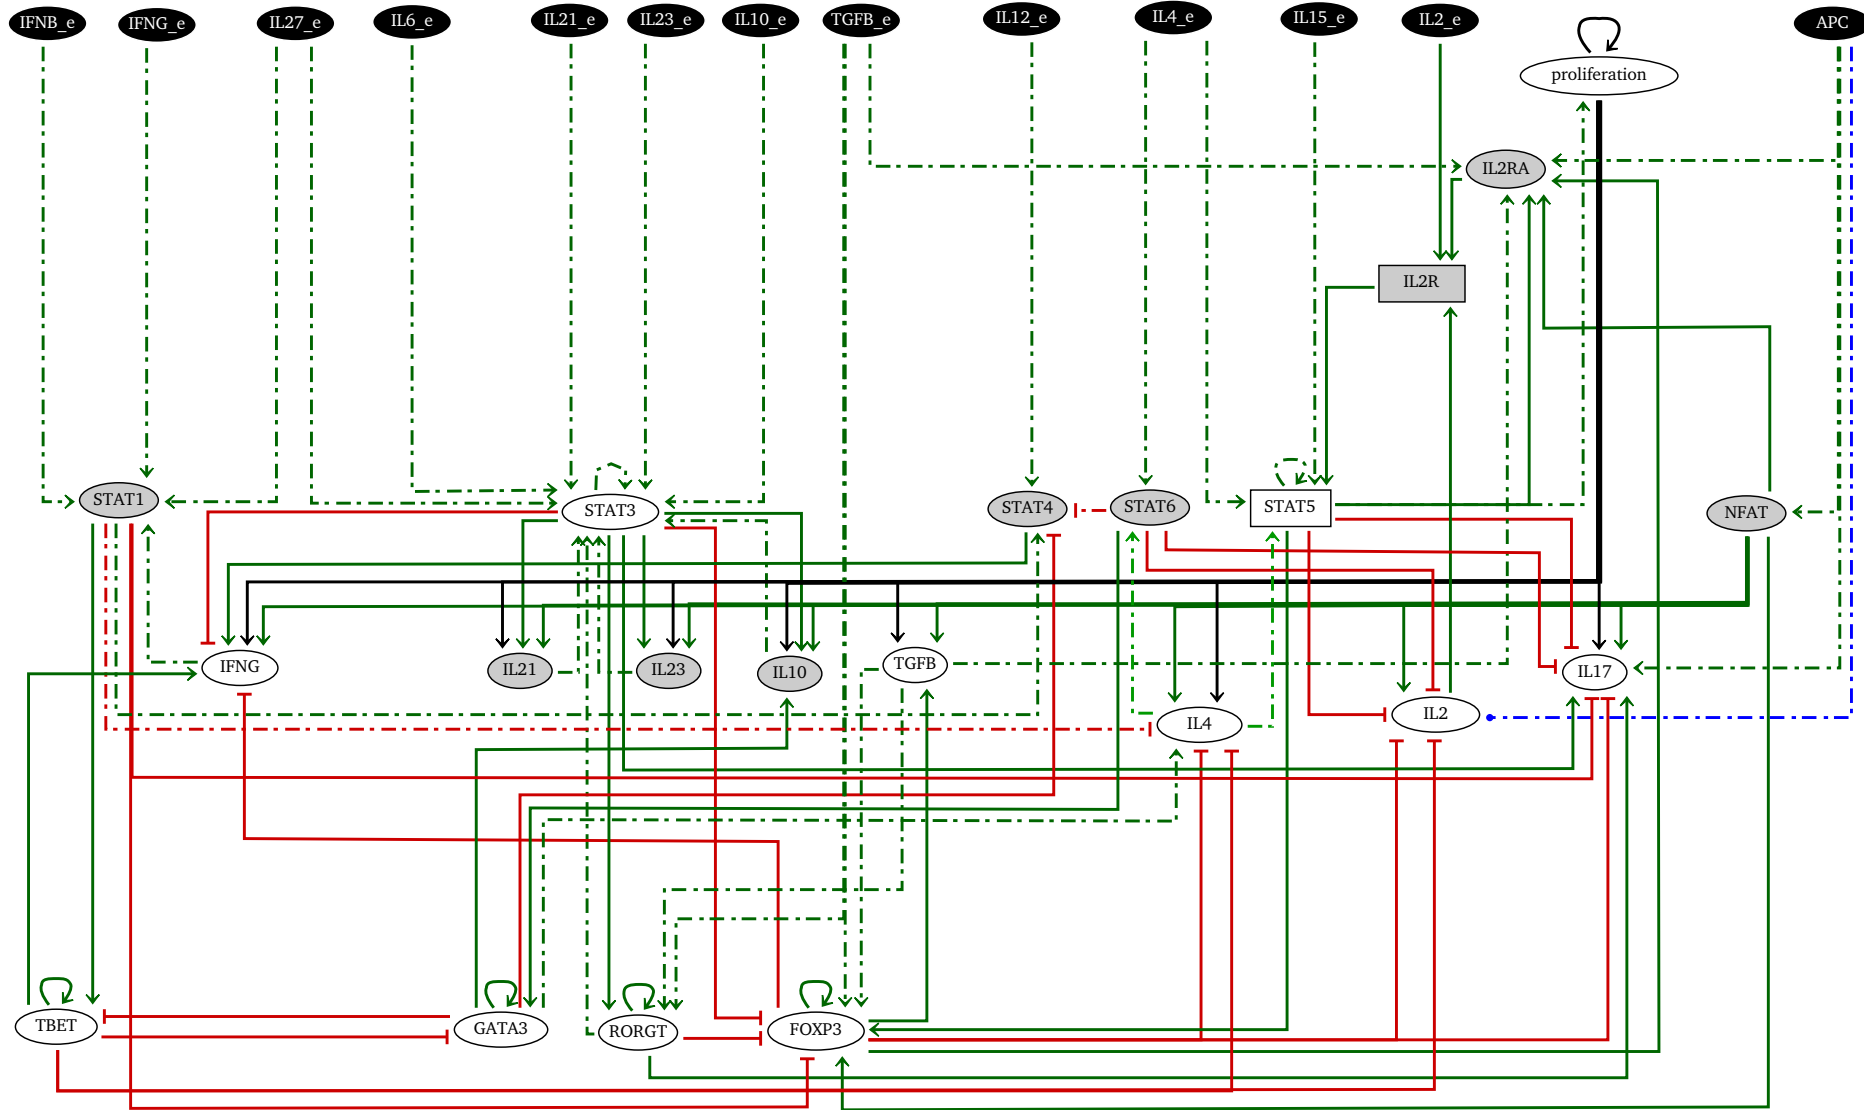 IFNB_e
IFNG_e
IL27_e
IL6_e
IL21_e
IL23_e
IL10_e
TGFB_e
IL12_e
IL4_e
IL15_e
IL2_e
APC
proliferation
IL2RA
IL2R
STAT1
STAT3
STAT4
STAT6
STAT5
NFAT
IFNG
IL21
IL23
IL10
TGFB
IL4
IL2
IL17
TBET
GATA3
RORGT
FOXP3